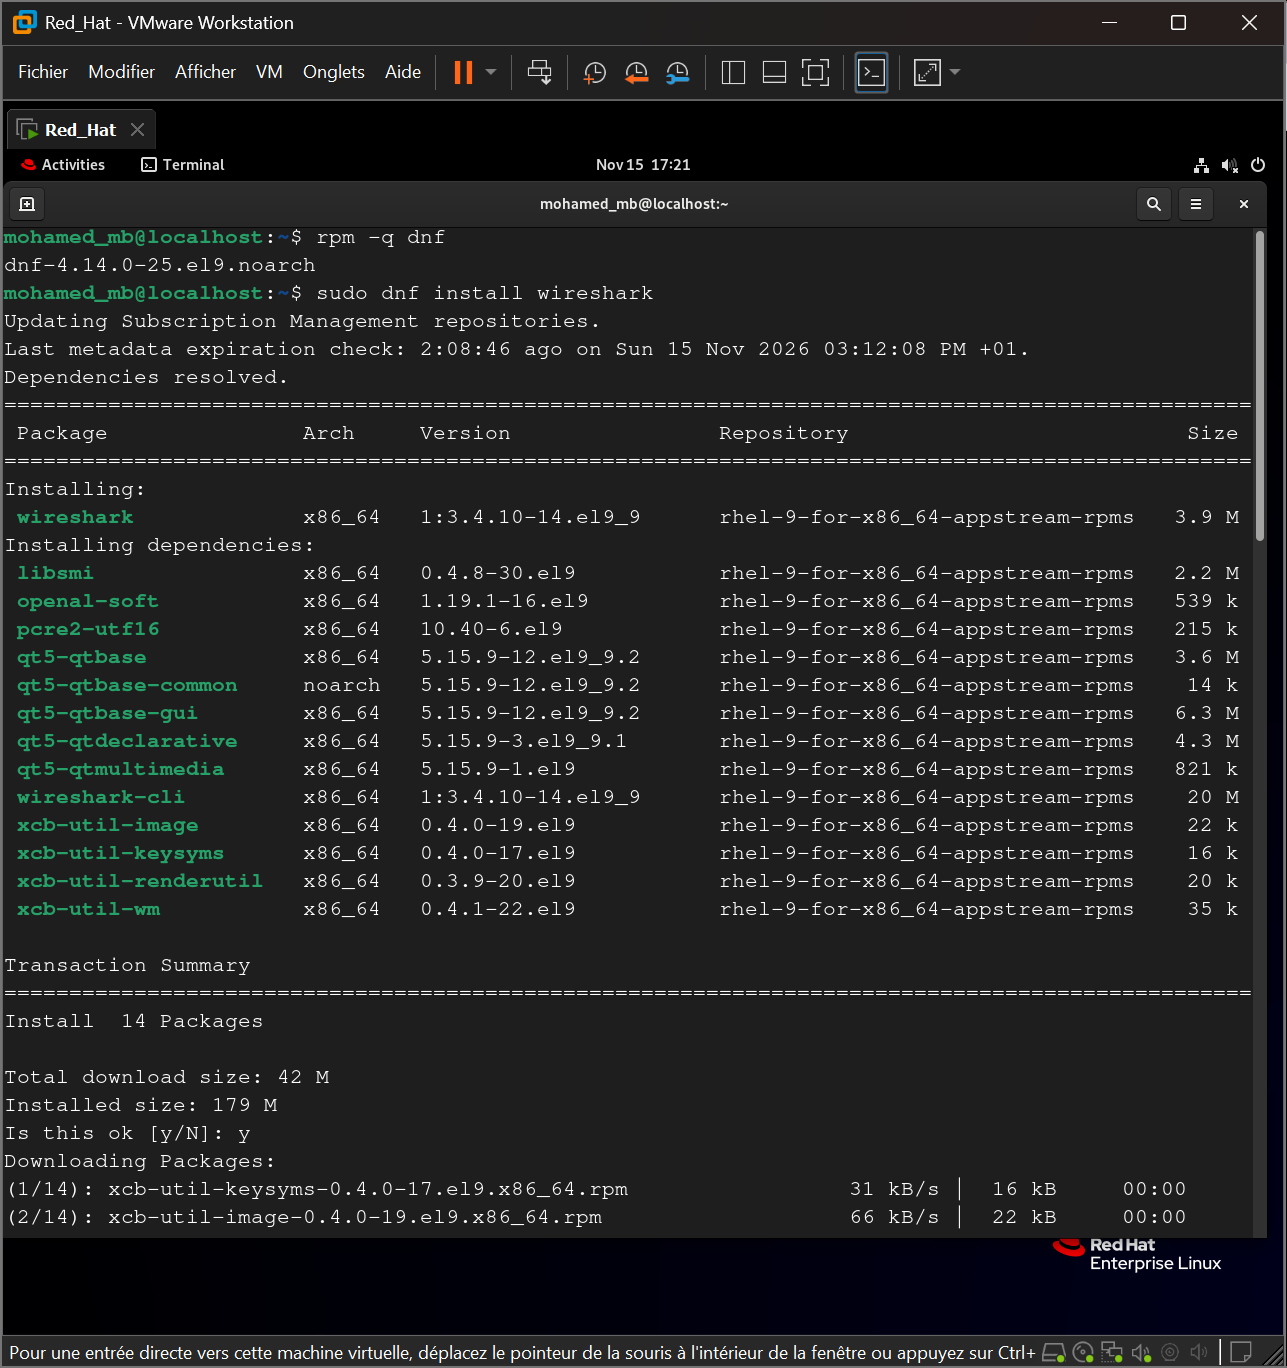 Red_Hat - VMware Workstation
Fichier Modifier Afficher VM Onglets Aide
Red_Hat
Activities Terminal Nov 15 17:21
mohamed_mb@localhost:~
mohamed_mb@localhost:~$ rpm -q dnf
dnf-4.14.0-25.el9.noarch
mohamed_mb@localhost:~$ sudo dnf install wireshark
Updating Subscription Management repositories.
Last metadata expiration check: 2:08:46 ago on Sun 15 Nov 2026 03:12:08 PM +01.
Dependencies resolved.
================================================================================================
Package Arch Version Repository Size
================================================================================================
Installing:
wireshark x86_64 1:3.4.10-14.el9_9 rhel-9-for-x86_64-appstream-rpms 3.9 M
Installing dependencies:
libsmi x86_64 0.4.8-30.el9 rhel-9-for-x86_64-appstream-rpms 2.2 M
openal-soft x86_64 1.19.1-16.el9 rhel-9-for-x86_64-appstream-rpms 539 k
pcre2-utf16 x86_64 10.40-6.el9 rhel-9-for-x86_64-appstream-rpms 215 k
qt5-qtbase x86_64 5.15.9-12.el9_9.2 rhel-9-for-x86_64-appstream-rpms 3.6 M
qt5-qtbase-common noarch 5.15.9-12.el9_9.2 rhel-9-for-x86_64-appstream-rpms 14 k
qt5-qtbase-gui x86_64 5.15.9-12.el9_9.2 rhel-9-for-x86_64-appstream-rpms 6.3 M
qt5-qtdeclarative x86_64 5.15.9-3.el9_9.1 rhel-9-for-x86_64-appstream-rpms 4.3 M
qt5-qtmultimedia x86_64 5.15.9-1.el9 rhel-9-for-x86_64-appstream-rpms 821 k
wireshark-cli x86_64 1:3.4.10-14.el9_9 rhel-9-for-x86_64-appstream-rpms 20 M
xcb-util-image x86_64 0.4.0-19.el9 rhel-9-for-x86_64-appstream-rpms 22 k
xcb-util-keysyms x86_64 0.4.0-17.el9 rhel-9-for-x86_64-appstream-rpms 16 k
xcb-util-renderutil x86_64 0.3.9-20.el9 rhel-9-for-x86_64-appstream-rpms 20 k
xcb-util-wm x86_64 0.4.1-22.el9 rhel-9-for-x86_64-appstream-rpms 35 k
Transaction Summary
================================================================================================
Install 14 Packages
Total download size: 42 M
Installed size: 179 M
Is this ok [y/N]: y
Downloading Packages:
(1/14): xcb-util-keysyms-0.4.0-17.el9.x86_64.rpm 31 kB/s | 16 kB 00:00
(2/14): xcb-util-image-0.4.0-19.el9.x86_64.rpm 66 kB/s | 22 kB 00:00
Red Hat
Enterprise Linux
Pour une entrée directe vers cette machine virtuelle, déplacez le pointeur de la souris à l'intérieur de la fenêtre ou appuyez sur Ctrl+